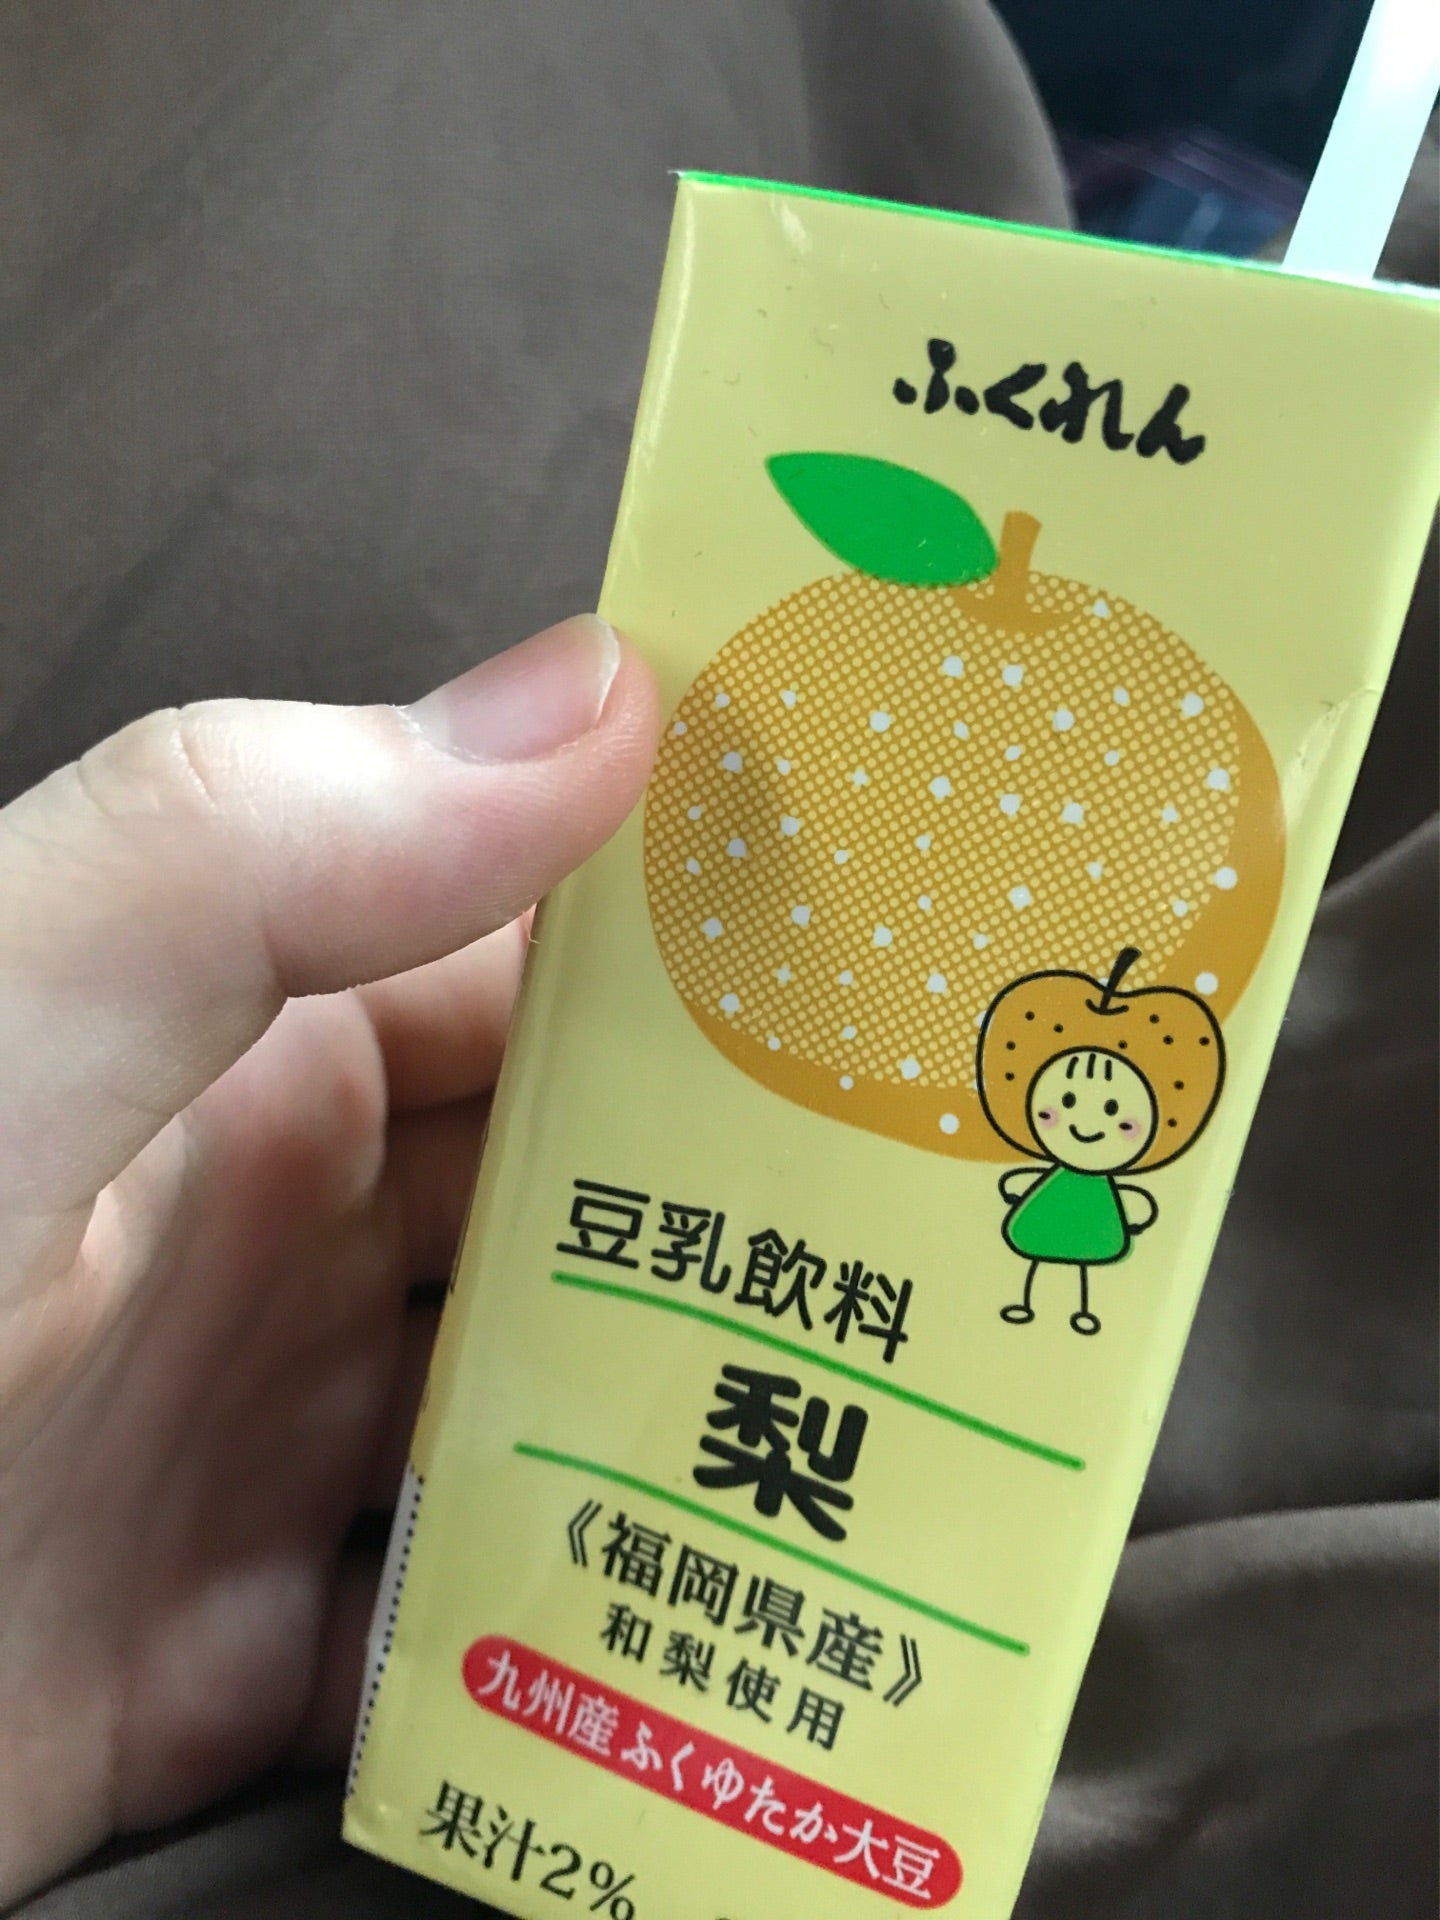 ふくれん
豆乳飲料
梨
《福岡県産》
和梨使用
九州産ふくゆたか大豆
果汁2%